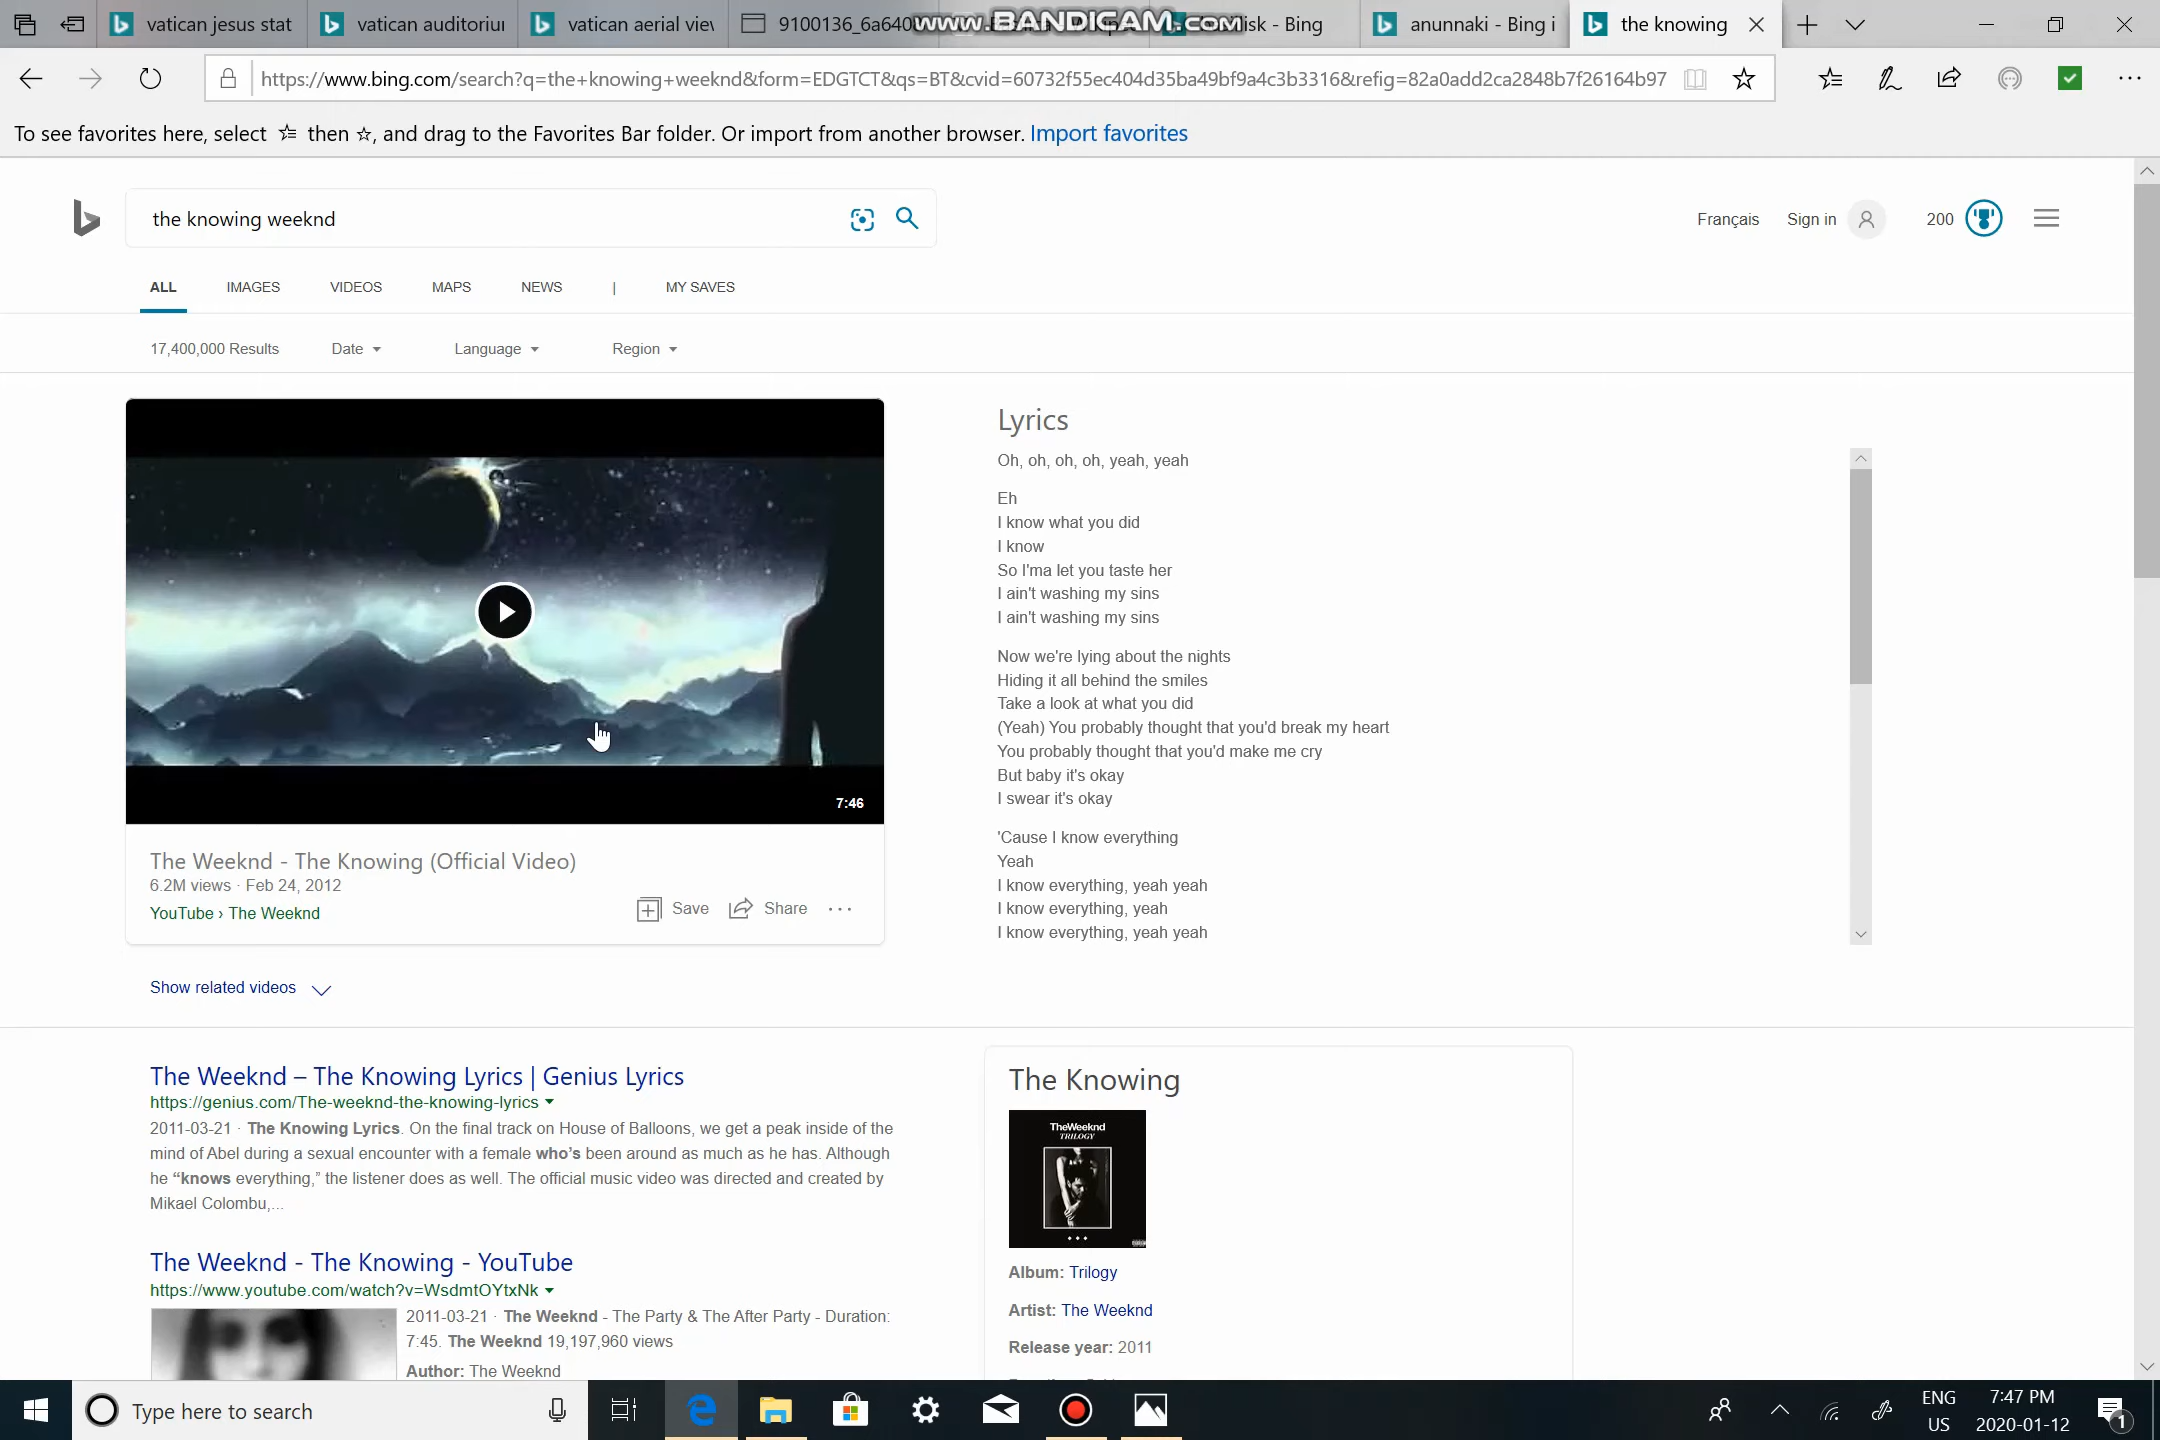 vatican jesus stat
vatican auditoriu
vatican aerial vie
9100136_6a640
www.BANDICAM.com
lisk - Bing
anunnaki - Bing i
the knowing
https://www.bing.com/search?q=the+knowing+weeknd&form=EDGTCT&qs=BT&cvid=60732f55ec404d35ba49bf9a4c3b3316&refig=82a0add2ca2848b7f26164b97
To see favorites here, select then ☆, and drag to the Favorites Bar folder. Or import from another browser. Import favorites
the knowing weeknd
Français Sign in 200
ALL IMAGES VIDEOS MAPS NEWS | MY SAVES
17,400,000 Results Date Language Region
7:46
The Weeknd - The Knowing (Official Video)
6.2M views · Feb 24, 2012
YouTube › The Weeknd
Save Share ...
Show related videos
Lyrics
Oh, oh, oh, oh, yeah, yeah
Eh
I know what you did
I know
So I'ma let you taste her
I ain't washing my sins
I ain't washing my sins
Now we're lying about the nights
Hiding it all behind the smiles
Take a look at what you did
(Yeah) You probably thought that you'd break my heart
You probably thought that you'd make me cry
But baby it's okay
I swear it's okay
'Cause I know everything
Yeah
I know everything, yeah yeah
I know everything, yeah
I know everything, yeah yeah
The Weeknd – The Knowing Lyrics | Genius Lyrics
https://genius.com/The-weeknd-the-knowing-lyrics
2011-03-21 · The Knowing Lyrics. On the final track on House of Balloons, we get a peak inside of the
mind of Abel during a sexual encounter with a female who's been around as much as he has. Although
he “knows everything,” the listener does as well. The official music video was directed and created by
Mikael Colombu,...
The Weeknd - The Knowing - YouTube
https://www.youtube.com/watch?v=WsdmtOYtxNk
2011-03-21 · The Weeknd - The Party & The After Party - Duration:
7:45. The Weeknd 19,197,960 views
Author: The Weeknd
The Knowing
TheWeeknd
TRILOGY
Album: Trilogy
Artist: The Weeknd
Release year: 2011
Type here to search
ENG
US
7:47 PM
2020-01-12
1